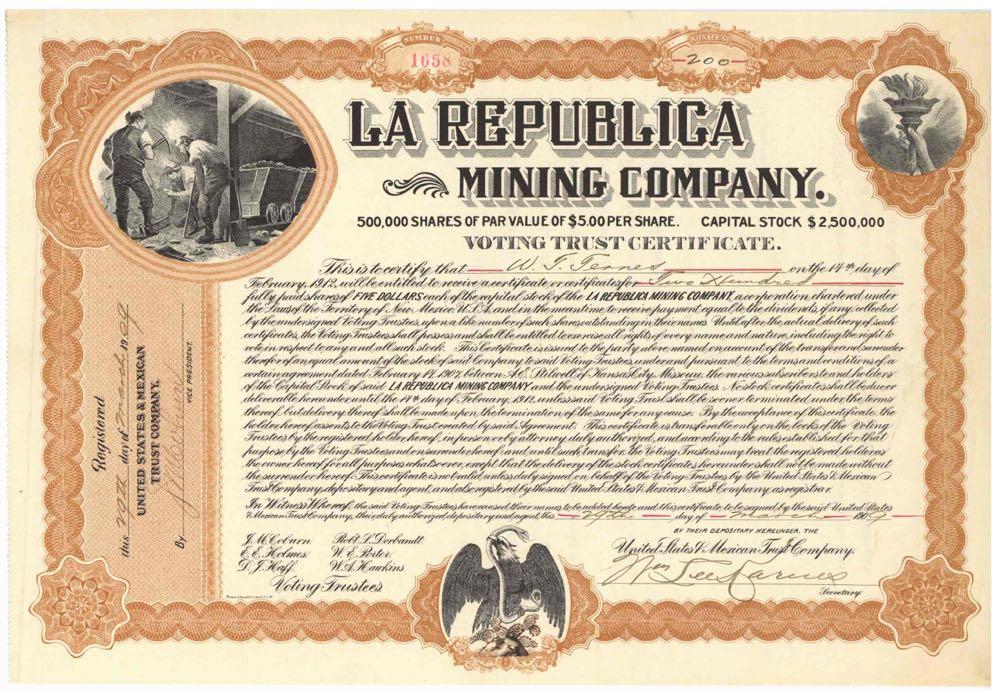 NUMBER
1658
SHARES
200
LA REPUBLICA
MINING COMPANY.
500,000 SHARES OF PAR VALUE OF $5.00 PER SHARE. CAPITAL STOCK $2,500,000
VOTING TRUST CERTIFICATE.
This is to certify that W. T. Fernes on the 14th day of
February, 1912, will be entitled to receive a certificate or certificates for Two Hundred
fully paid shares of FIVE DOLLARS each of the capital stock of the LA REPUBLICA MINING COMPANY, a corporation chartered under
the Laws of the Territory of New Mexico U.S.A. and in the meantime to receive payment equal to the dividends, if any, collected
by the undersigned Voting Trustees, upon a like number of such shares outstanding in their names. Until after the actual delivery of such
certificates, the Voting Trustees shall possess and shall be entitled to exercise all rights of every name and nature, including the right to
vote in respect to any and all such stock. This Certificate is issued to the party above named, on account of the transfer and surrender
therefor of an equal amount of the stock of said Company to said Voting Trustees, under and pursuant to the terms and conditions of a
certain agreement dated February 14, 1907, between A.E. Stilwell of Kansas City, Missouri, the various subscribers to and holders
of the Capital Stock of said LA REPUBLICA MINING COMPANY and the undersigned Voting Trustees. No stock certificates shall be due or
deliverable hereunder until the 14th day of February, 1912, unless said Voting Trust shall be sooner terminated under the terms
thereof, but delivery thereof shall be made upon the termination of the same for any cause. By the acceptance of this certificate, the
holder hereof assents to the Voting Trust created by said Agreement. This certificate is transferable only on the books of the Voting
Trustees by the registered holder hereof, in person or by attorney duly authorized, and according to the rules established for that
purpose by the Voting Trustees and on surrender hereof; and until such transfer, the Voting Trustees may treat the registered holder as
the owner hereof for all purposes whatsoever, except that the delivery of the stock certificates hereunder shall not be made without
the surrender hereof. This certificate is not valid unless duly signed on behalf of the Voting Trustees by the United States & Mexican
Trust Company, depositary and agent, and also registered by the said United States & Mexican Trust Company as registrar.
In Witness Whereof, the said Voting Trustees have caused their names to be added hereto and this certificate to be signed by the said United States
& Mexican Trust Company, their duly authorized, depositary and agent, this 29th day of March 1909
BY THEIR DEPOSITARY HEREUNDER, THE
United States & Mexican Trust Company.
Wm Lee Karnes
Secretary
J. M. Coburn Robt L. Dorbandt
E. E. Holmes W. E. Porter
D. J. Haff W. A. Hawkins
Voting Trustees
Registered
this 29th day of March 1909
UNITED STATES & MEXICAN
TRUST COMPANY,
By
VICE PRESIDENT.